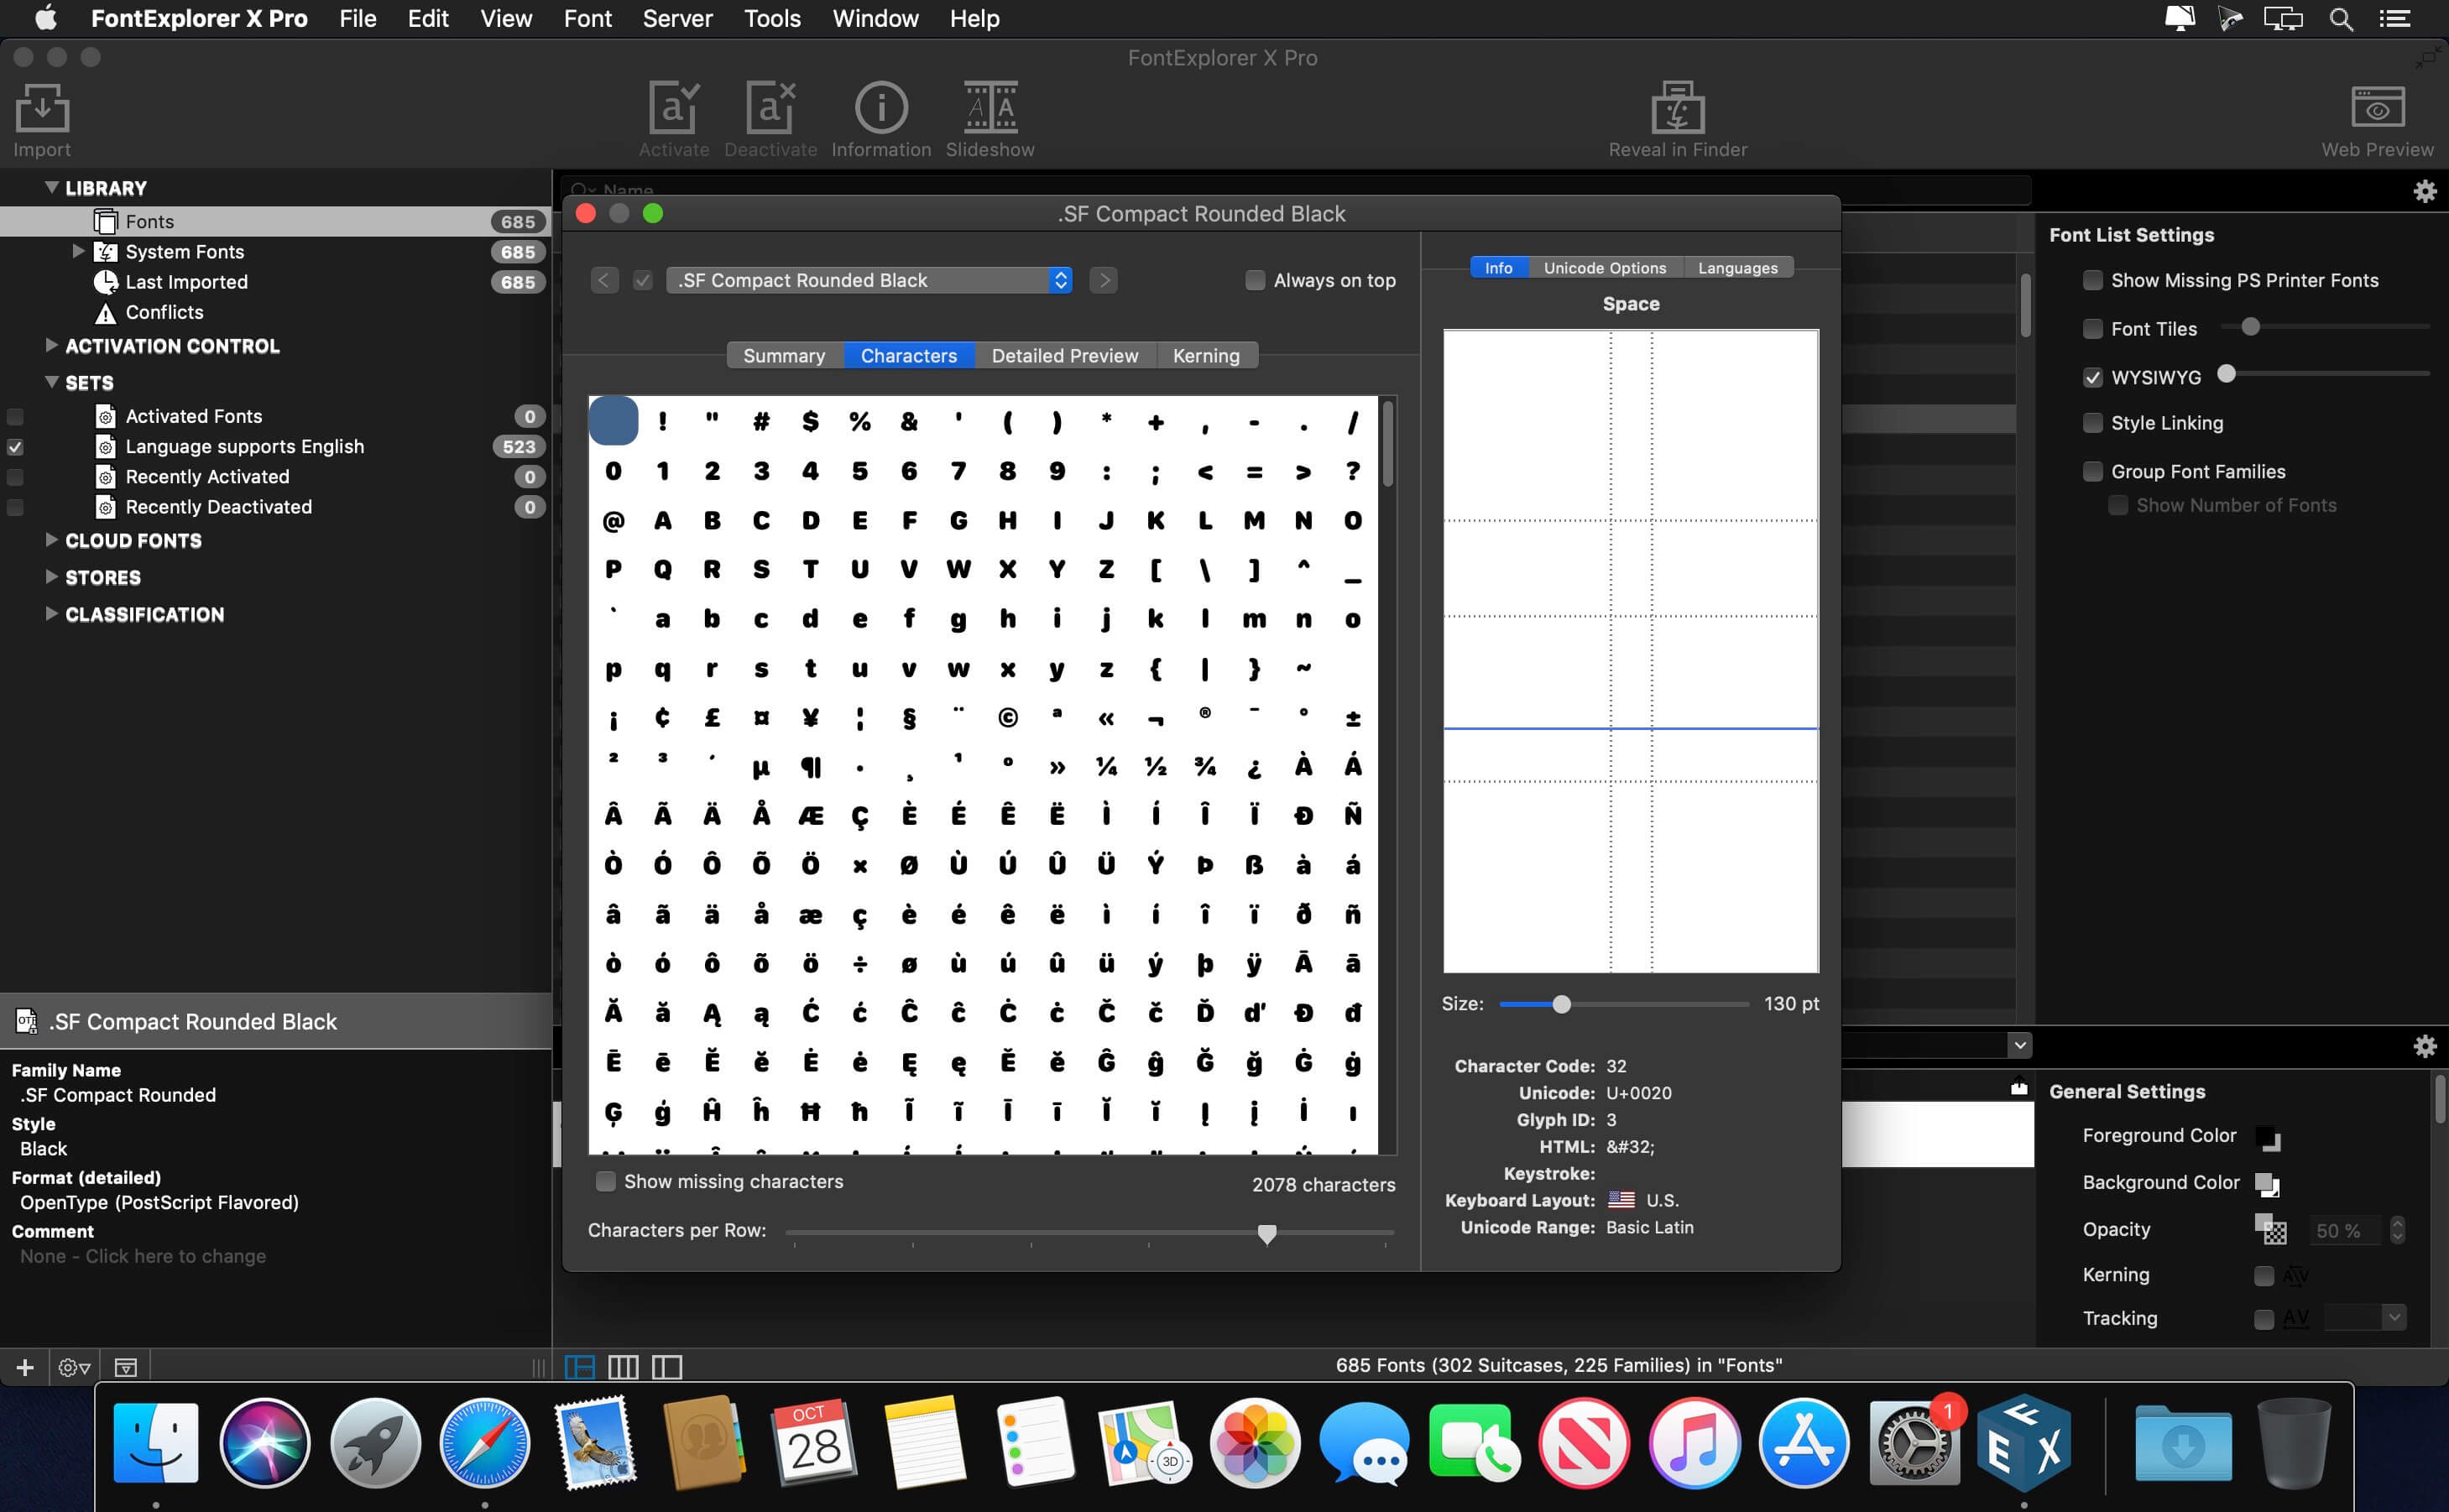 FontExplorer X Pro File Edit View Font Server Tools Window Help
FontExplorer X Pro
Import
Activate Deactivate Information Slideshow
Reveal in Finder
Web Preview
LIBRARY
Fonts 685
System Fonts 685
Last Imported 685
Conflicts
ACTIVATION CONTROL
SETS
Activated Fonts 0
Language supports English 523
Recently Activated 0
Recently Deactivated 0
CLOUD FONTS
STORES
CLASSIFICATION
.SF Compact Rounded Black
Family Name
.SF Compact Rounded
Style
Black
Format (detailed)
OpenType (PostScript Flavored)
Comment
None - Click here to change
Name
.SF Compact Rounded Black
.SF Compact Rounded Black
Always on top
Summary Characters Detailed Preview Kerning
! " # $ % & ' ( ) * + , - . /
0 1 2 3 4 5 6 7 8 9 : ; < = > ?
@ A B C D E F G H I J K L M N O
P Q R S T U V W X Y Z [ \ ] ^ _
` a b c d e f g h i j k l m n o
p q r s t u v w x y z { | } ~
¡ ¢ £ ¤ ¥ ¦ § ¨ © ª « ¬ ® ¯ ° ±
² ³ ´ µ ¶ · ¸ ¹ º » ¼ ½ ¾ ¿ À Á
Â Ã Ä Å Æ Ç È É Ê Ë Ì Í Î Ï Ð Ñ
Ò Ó Ô Õ Ö × Ø Ù Ú Û Ü Ý Þ ß à á
â ã ä å æ ç è é ê ë ì í î ï ð ñ
ò ó ô õ ö ÷ ø ù ú û ü ý þ ÿ Ā ā
Ă ă Ą ą Ć ć Ĉ ĉ Ċ ċ Č č Ď ď Đ đ
Ē ē Ĕ ĕ Ė ė Ę ę Ě ě Ĝ ĝ Ğ ğ Ġ ġ
Ģ ģ Ĥ ĥ Ħ ħ Ĩ ĩ Ī ī Ĭ ĭ Į į İ ı
Show missing characters
2078 characters
Characters per Row:
Info Unicode Options Languages
Space
Size: 130 pt
Character Code: 32
Unicode: U+0020
Glyph ID: 3
HTML: &#32;
Keystroke:
Keyboard Layout: U.S.
Unicode Range: Basic Latin
Font List Settings
Show Missing PS Printer Fonts
Font Tiles
WYSIWYG
Style Linking
Group Font Families
Show Number of Fonts
General Settings
Foreground Color
Background Color
Opacity 50 %
Kerning AV
Tracking AV
685 Fonts (302 Suitcases, 225 Families) in "Fonts"
OCT
28
3D
1
F
E X